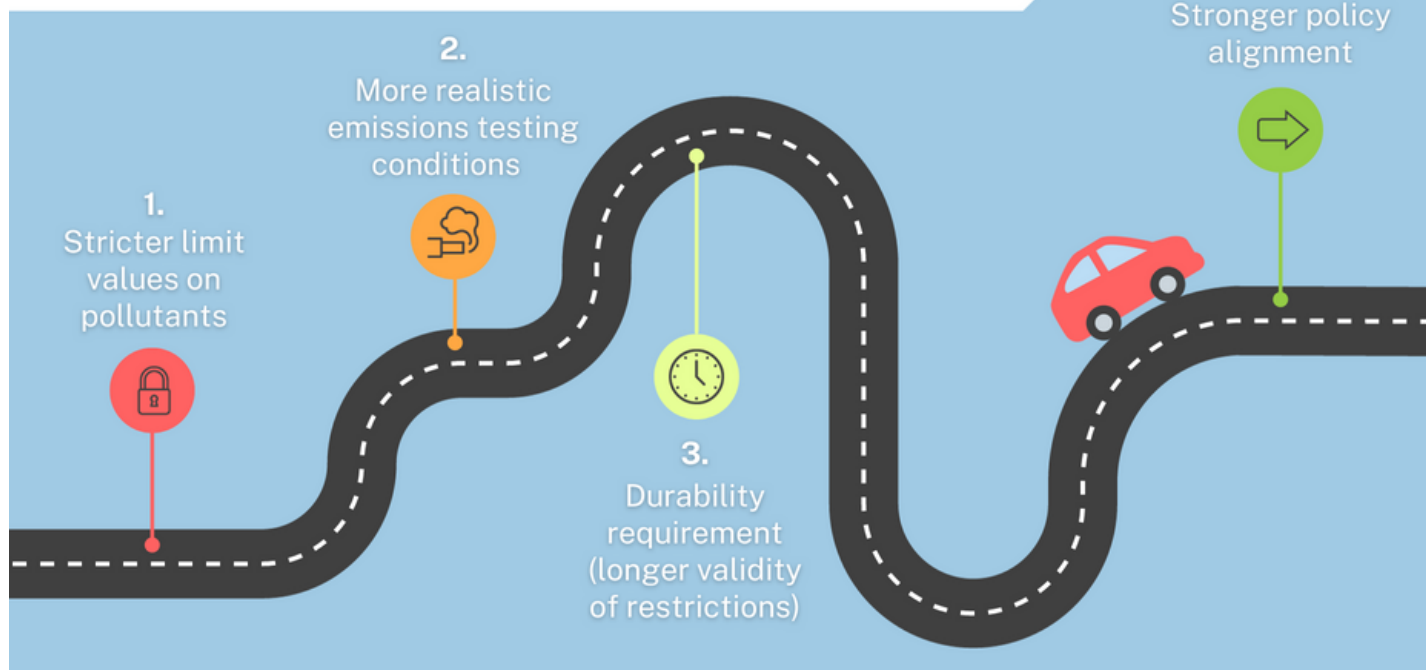 1.
Stricter limit
values on
pollutants
2.
More realistic
emissions testing
conditions
3.
Durability
requirement
(longer validity
of restrictions)
Stronger policy
alignment